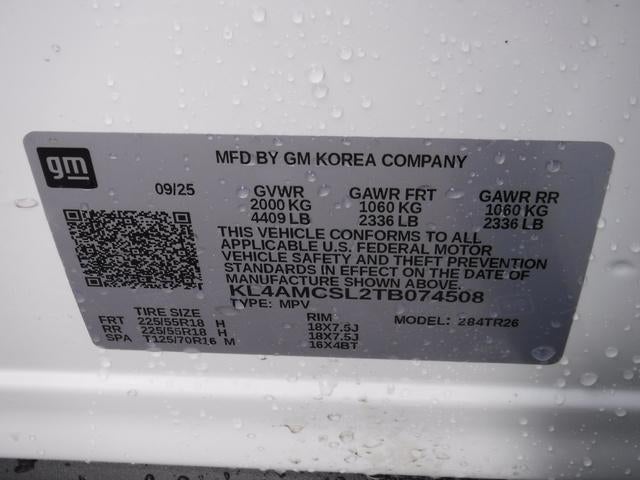 gm
MFD BY GM KOREA COMPANY
09/25
GVWR GAWR FRT GAWR RR
2000 KG 1060 KG 1060 KG
4409 LB 2336 LB 2336 LB
THIS VEHICLE CONFORMS TO ALL
APPLICABLE U.S. FEDERAL MOTOR
VEHICLE SAFETY AND THEFT PREVENTION
STANDARDS IN EFFECT ON THE DATE OF
MANUFACTURE SHOWN ABOVE.
KL4AMCSL2TB074508
TYPE: MPV
TIRE SIZE RIM MODEL: 284TR26
FRT 225/55R18 H 18X7.5J
RR 225/55R18 H 18X7.5J
SPA T125/70R16 M 16X4BT